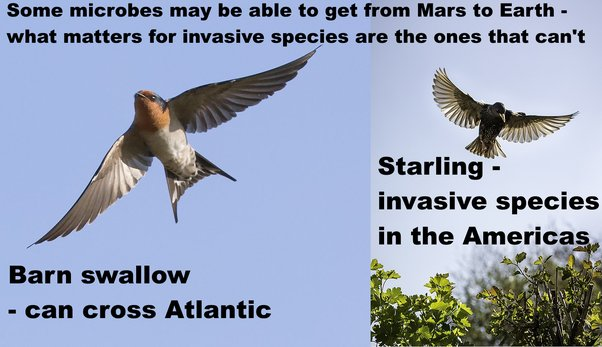 Some microbes may be able to get from Mars to Earth -
what matters for invasive species are the ones that can't
Starling -
invasive species
in the Americas
Barn swallow
- can cross Atlantic